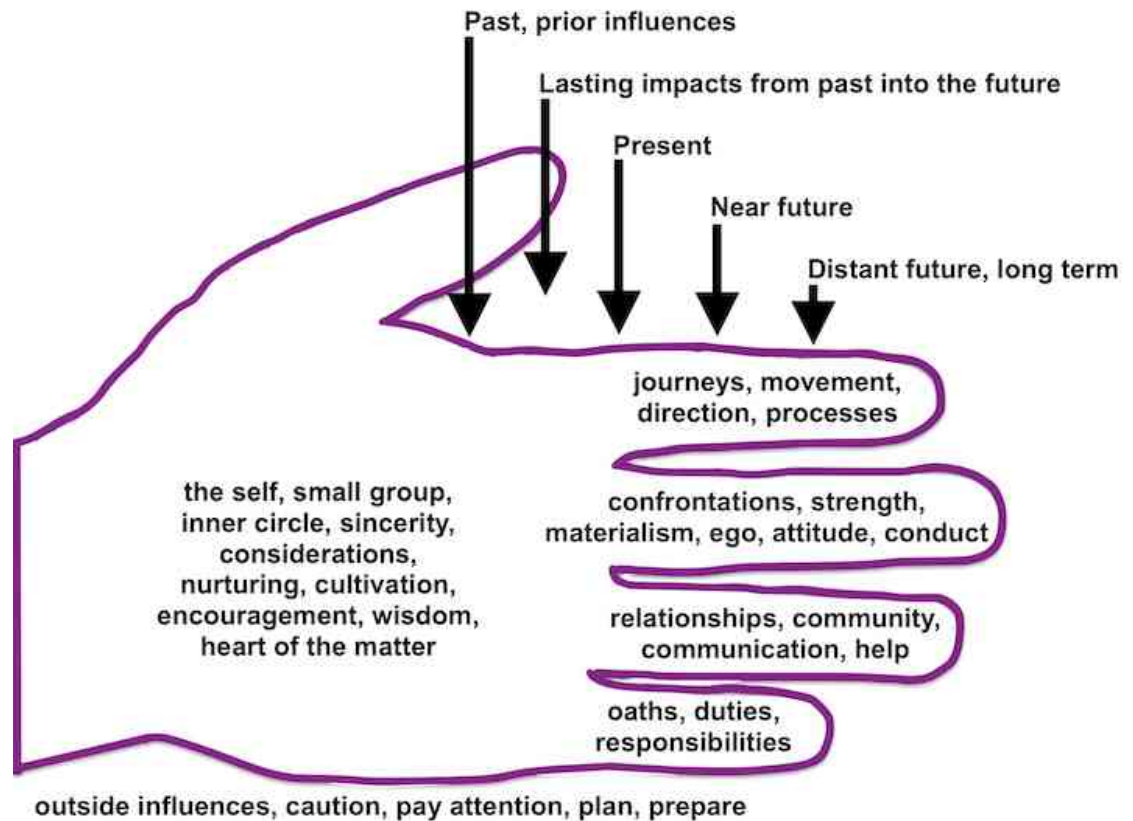 Past, prior influences
Lasting impacts from past into the future
Present
Near future
Distant future, long term
journeys, movement,
direction, processes
the self, small group,
inner circle, sincerity,
considerations,
nurturing, cultivation,
encouragement, wisdom,
heart of the matter
confrontations, strength,
materialism, ego, attitude, conduct
relationships, community,
communication, help
oaths, duties,
responsibilities
outside influences, caution, pay attention, plan, prepare